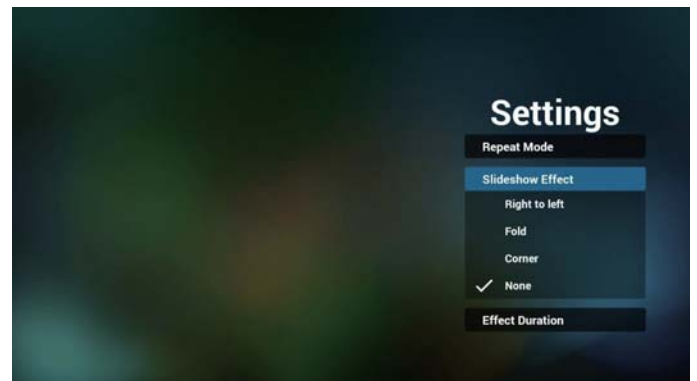 Settings
Repeat Mode
Slideshow Effect
Right to left
Fold
Corner
None
Effect Duration